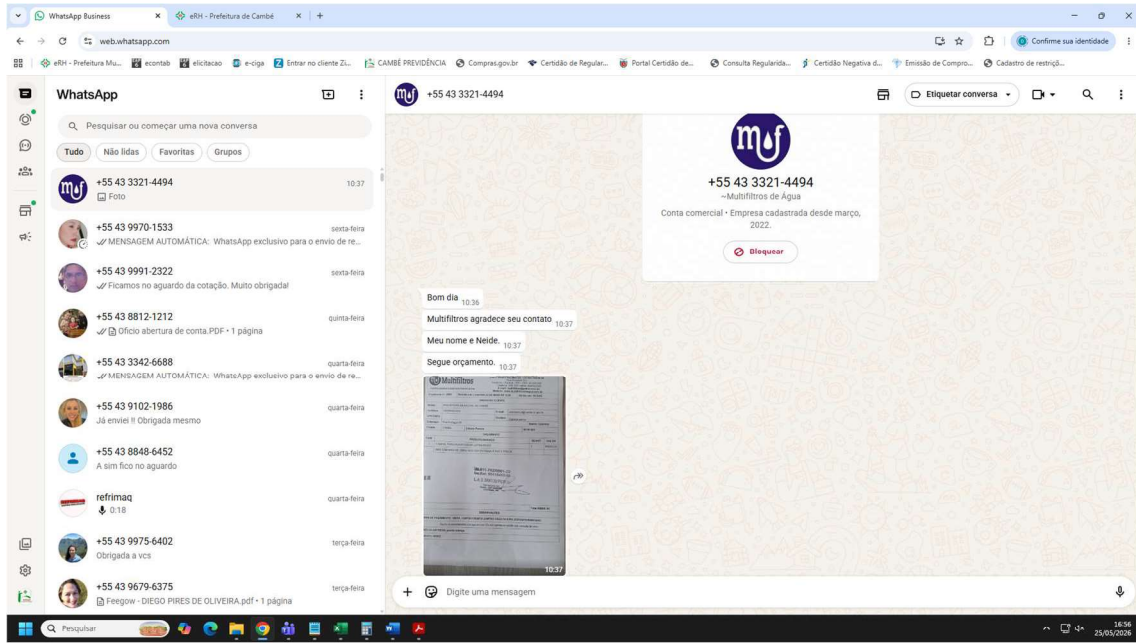 WhatsApp Business
eRH - Prefeitura de Cambé
web.whatsapp.com
Confirme sua identidade
eRH - Prefeitura Mu...
econtab
elicitacao
e-ciga
Entrar no cliente Zi...
CAMBÉ PREVIDÊNCIA
Compras.gov.br
Certidão de Regular...
Portal Certidão de...
Consulta Regularida...
Certidão Negativa d...
Emissão de Compro...
Cadastro de restriçõ...
WhatsApp
Pesquisar ou começar uma nova conversa
Tudo
Não lidas
Favoritas
Grupos
+55 43 3321-4494
10:37
Foto
+55 43 9970-1533
sexta-feira
MENSAGEM AUTOMÁTICA: WhatsApp exclusivo para o envio de re...
+55 43 9991-2322
sexta-feira
Ficamos no aguardo da cotação. Muito obrigada!
+55 43 8812-1212
quinta-feira
Oficio abertura de conta.PDF • 1 página
+55 43 3342-6688
quarta-feira
MENSAGEM AUTOMÁTICA: WhatsApp exclusivo para o envio de re...
+55 43 9102-1986
quarta-feira
Já enviei !! Obrigada mesmo
+55 43 8848-6452
quarta-feira
A sim fico no aguardo
refrimaq
quarta-feira
0:18
+55 43 9975-6402
terça-feira
Obrigada a vcs
+55 43 9679-6375
terça-feira
Feegow - DIEGO PIRES DE OLIVEIRA.pdf • 1 página
+55 43 3321-4494
Etiquetar conversa
mf
+55 43 3321-4494
~Multifiltros de Água
Conta comercial • Empresa cadastrada desde março,
2022.
Bloquear
Bom dia 10:36
Multifiltros agradece seu contato 10:37
Meu nome e Neide. 10:37
Segue orçamento. 10:37
Multifiltros
10:37
Digite uma mensagem
Pesquisar
16:56
25/05/2026